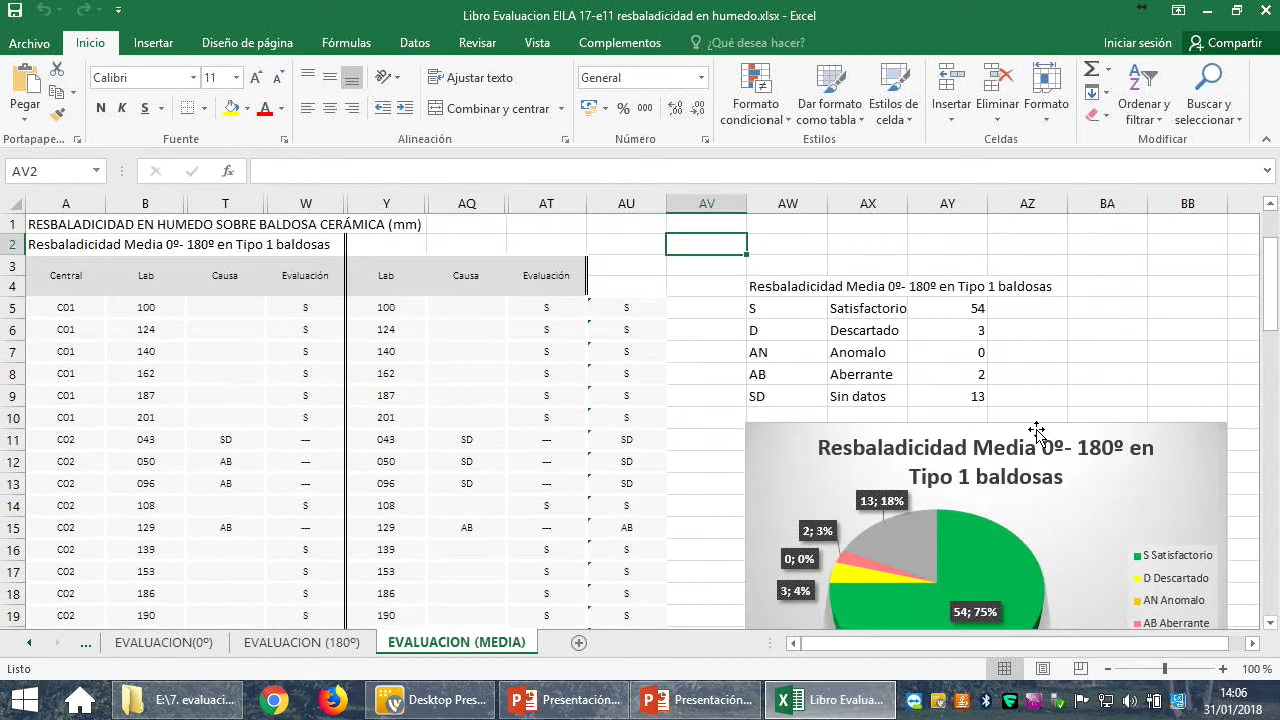 Libro Evaluacion EILA 17-e11 resbaladicidad en humedo.xlsx - Excel
Archivo Inicio Insertar Diseño de página Fórmulas Datos Revisar Vista Complementos ¿Qué desea hacer? Iniciar sesión Compartir
Pegar
Calibri 11
N K S
Ajustar texto
Combinar y centrar
General
% 000
Formato condicional
Dar formato como tabla
Estilos de celda
Insertar Eliminar Formato
Ordenar y filtrar
Buscar y seleccionar
Portapape... Fuente Alineación Número Estilos Celdas Modificar
AV2 fx
A B T W Y AQ AT AU AV AW AX AY AZ BA BB
1 RESBALADICIDAD EN HUMEDO SOBRE BALDOSA CERÁMICA (mm)
2 Resbaladicidad Media 0º- 180º en Tipo 1 baldosas
3 Central Lab Causa Evaluación Lab Causa Evaluación
4 Resbaladicidad Media 0º- 180º en Tipo 1 baldosas
5 C01 100 S 100 S S S Satisfactorio 54
6 C01 124 S 124 S S D Descartado 3
7 C01 140 S 140 S S AN Anomalo 0
8 C01 162 S 162 S S AB Aberrante 2
9 C01 187 S 187 S S SD Sin datos 13
10 C01 201 S 201 S S
11 C02 043 SD --- 043 SD --- SD
12 C02 050 AB --- 050 SD --- SD
13 C02 096 AB --- 096 SD --- SD
14 C02 108 S 108 S S
15 C02 129 AB --- 129 AB --- AB
16 C02 139 S 139 S S
17 C02 153 S 153 S S
18 C02 186 S 186 S S
19 C02 190 S 190 S S
Resbaladicidad Media 0º- 180º en
Tipo 1 baldosas
13; 18%
2; 3%
0; 0%
3; 4%
54; 75%
S Satisfactorio
D Descartado
AN Anomalo
AB Aberrante
... EVALUACION(0º) EVALUACION (180º) EVALUACION (MEDIA)
Listo 100 %
E:\7. evaluaci... Desktop Pres... Presentación... Presentación... Libro Evalua...
14:06
31/01/2018